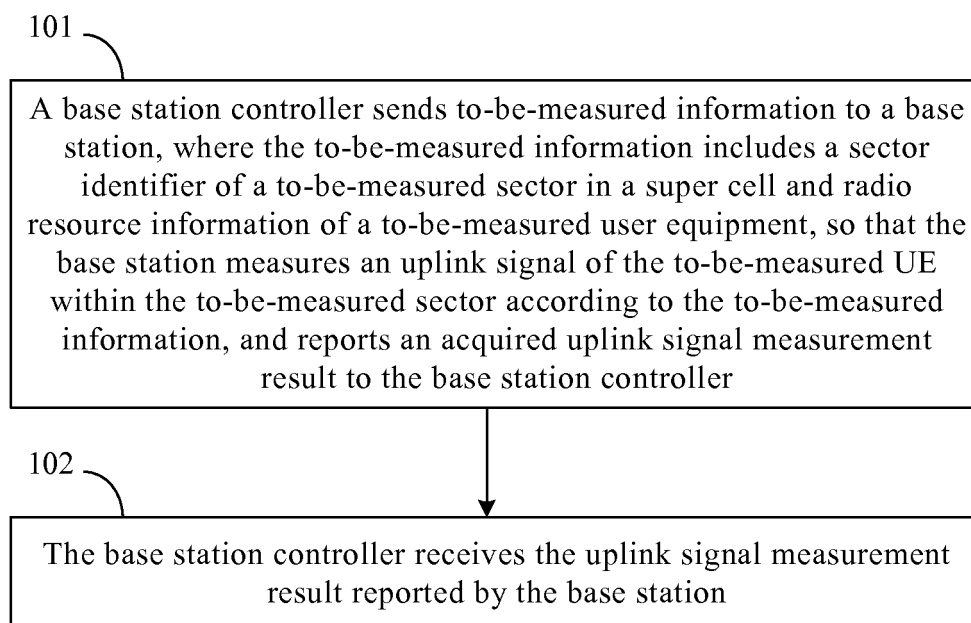 101
A base station controller sends to-be-measured information to a base
station, where the to-be-measured information includes a sector
identifier of a to-be-measured sector in a super cell and radio
resource information of a to-be-measured user equipment, so that the
base station measures an uplink signal of the to-be-measured UE
within the to-be-measured sector according to the to-be-measured
information, and reports an acquired uplink signal measurement
result to the base station controller
102
The base station controller receives the uplink signal measurement
result reported by the base station